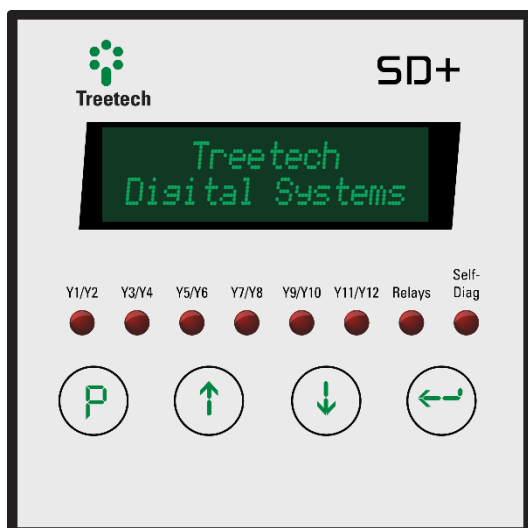 Treetech
SD+
Treetech
Digital Systems
Y1/Y2 Y3/Y4 Y5/Y6 Y7/Y8 Y9/Y10 Y11/Y12 Relays Self-
Diag
P